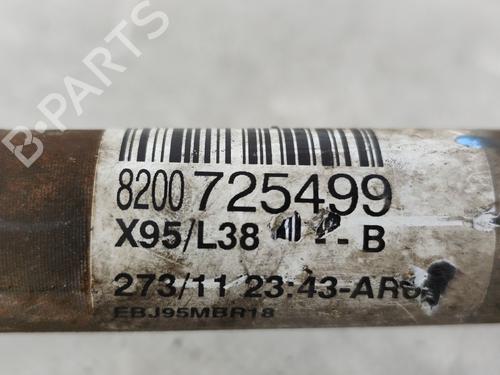 8200 725499
X95/L38 - - B
273/11 23:43-AR
EBJ95MBR18
B-PARTS